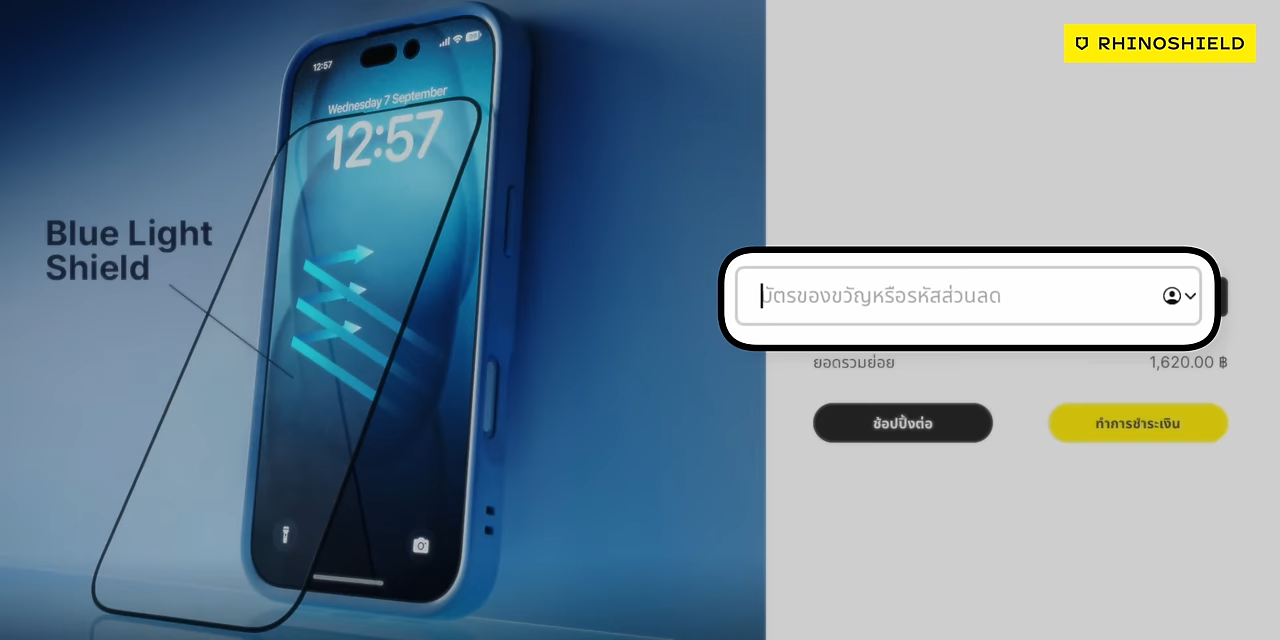 RHINOSHIELD
12:57
Wednesday 7 September
12:57
Blue Light
Shield
บัตรของขวัญหรือรหัสส่วนลด
ยอดรวมย่อย
1,620.00 ฿
ช้อปปิ้งต่อ
ทำการชำระเงิน